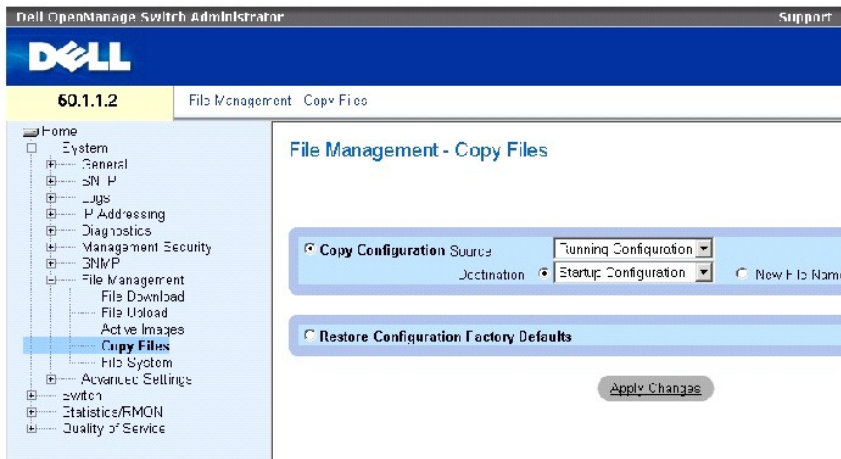 Dell OpenManage Switch Administrator Support
DELL
60.1.1.2 File Management Copy Files
Home
System
General
SNTP
Logs
IP Addressing
Diagnostics
Management Security
SNMP
File Management
File Download
File Upload
Active Images
Copy Files
File System
Advanced Settings
Switch
Statistics/RMON
Quality of Service
File Management - Copy Files
Copy Configuration Source Running Configuration
Destination Startup Configuration New File Name
Restore Configuration Factory Defaults
Apply Changes